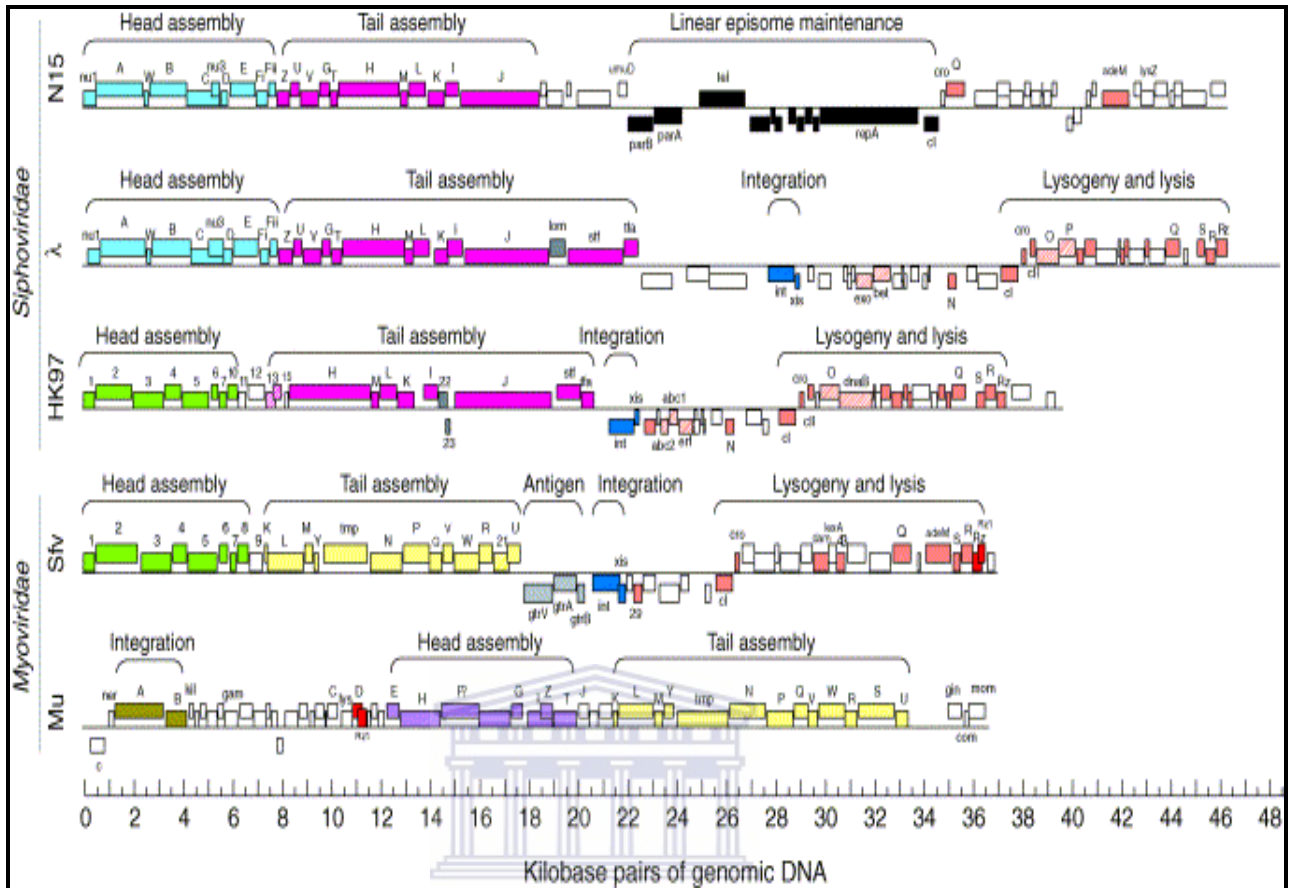 Head assembly Tail assembly Linear episome maintenance
Siphoviridae
N15
nu1 A W B C nu3 D E Fi Fii Z U V G T H M L K I J umuD tel cro Q adeM lysZ
parB parA repA cI
Head assembly Tail assembly Integration Lysogeny and lysis
λ
nu1 A W B C nu3 D E Fi Fii Z U V G T H M L K I J lom stf tfa cro cII O P Q S R Rz
int xis exo bet N cI
Head assembly Tail assembly Integration Lysogeny and lysis
HK97
1 2 3 4 5 6 7 10 11 12 13 15 H M L K I 22 J stf tfa xis abc1 cro cII O dnaB Q S R Rz
23 int abc2 erf N cI
Myoviridae
Head assembly Tail assembly Antigen Integration Lysogeny and lysis
Sfv
1 2 3 4 5 6 7 8 9 K L M Y tmp N P Q V W R 21 U xis cro Q adeM S R Rz Rz1
gtrV gtrA gtrB int 29 cI
Integration Head assembly Tail assembly
Mu
ner A B kil gam C lys D E H F? G I Z T J K L M Y tmp N P Q V W R S U gin mom
c Rz1 com
0 2 4 6 8 10 12 14 16 18 20 22 24 26 28 30 32 34 36 38 40 42 44 46 48
Kilobase pairs of genomic DNA